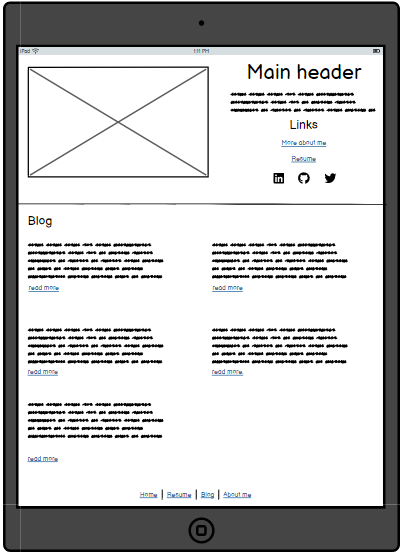 iPad 1:11 PM
Main header
Links
More about me
Resume
Blog
read more read more
read more read more
read more
Home | Resume | Blog | About me